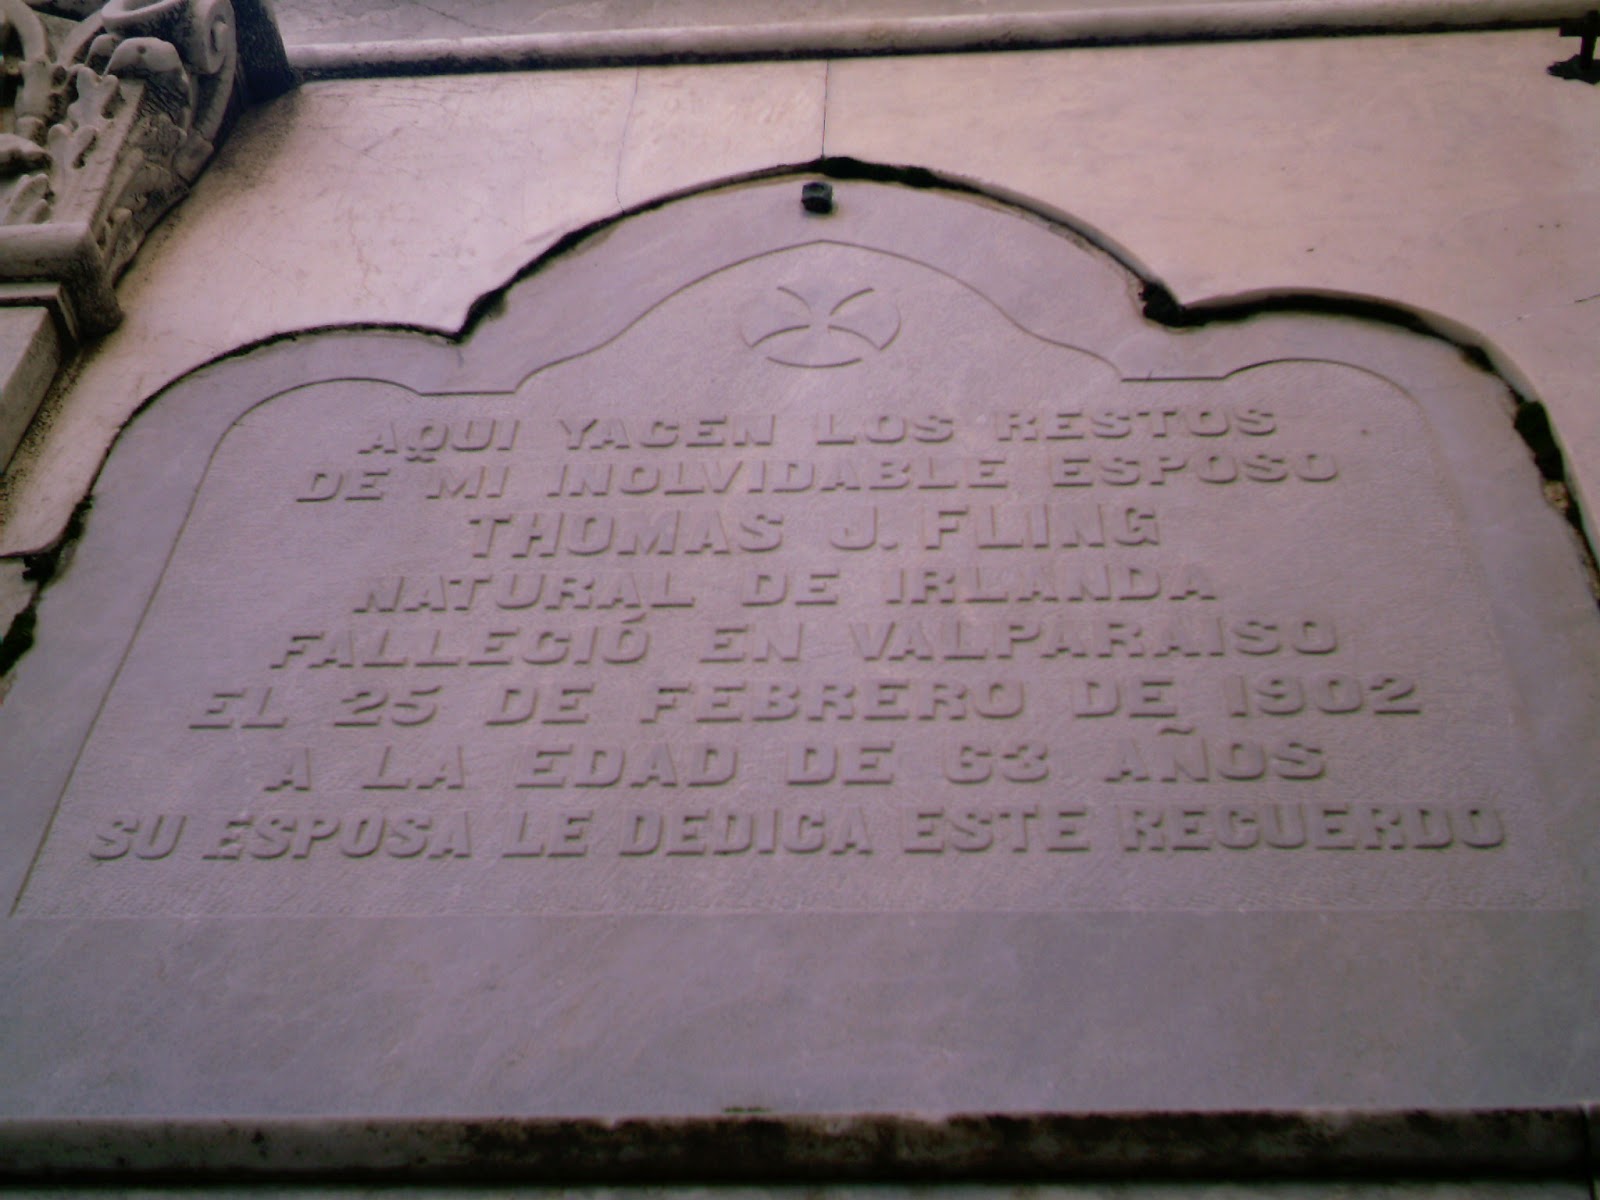 AQUI YACEN LOS RESTOS
DE MI INOLVIDABLE ESPOSO
THOMAS J. FLING
NATURAL DE IRLANDA
FALLECIÓ EN VALPARAISO
EL 25 DE FEBRERO DE 1902
A LA EDAD DE 63 AÑOS
SU ESPOSA LE DEDICA ESTE RECUERDO